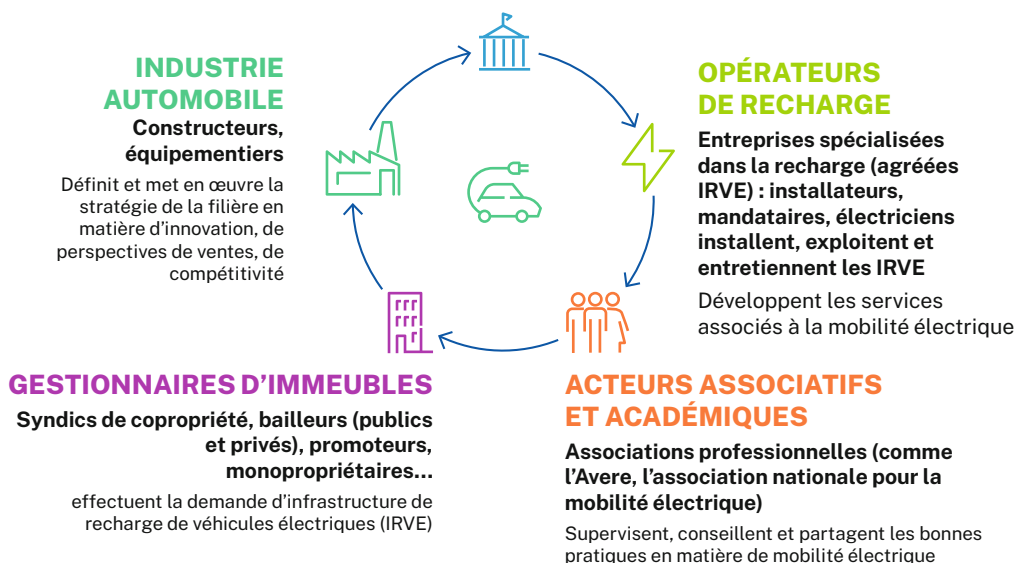 INDUSTRIE
AUTOMOBILE
Constructeurs,
équipementiers
Définit et met en œuvre la
stratégie de la filière en
matière d’innovation, de
perspectives de ventes, de
compétitivité
OPÉRATEURS
DE RECHARGE
Entreprises spécialisées
dans la recharge (agréées
IRVE) : installateurs,
mandataires, électriciens
installent, exploitent et
entretiennent les IRVE
Développent les services
associés à la mobilité électrique
GESTIONNAIRES D’IMMEUBLES
Syndics de copropriété, bailleurs (publics
et privés), promoteurs,
monopropriétaires...
effectuent la demande d’infrastructure de
recharge de véhicules électriques (IRVE)
ACTEURS ASSOCIATIFS
ET ACADÉMIQUES
Associations professionnelles (comme
l’Avere, l’association nationale pour la
mobilité électrique)
Supervisent, conseillent et partagent les bonnes
pratiques en matière de mobilité électrique